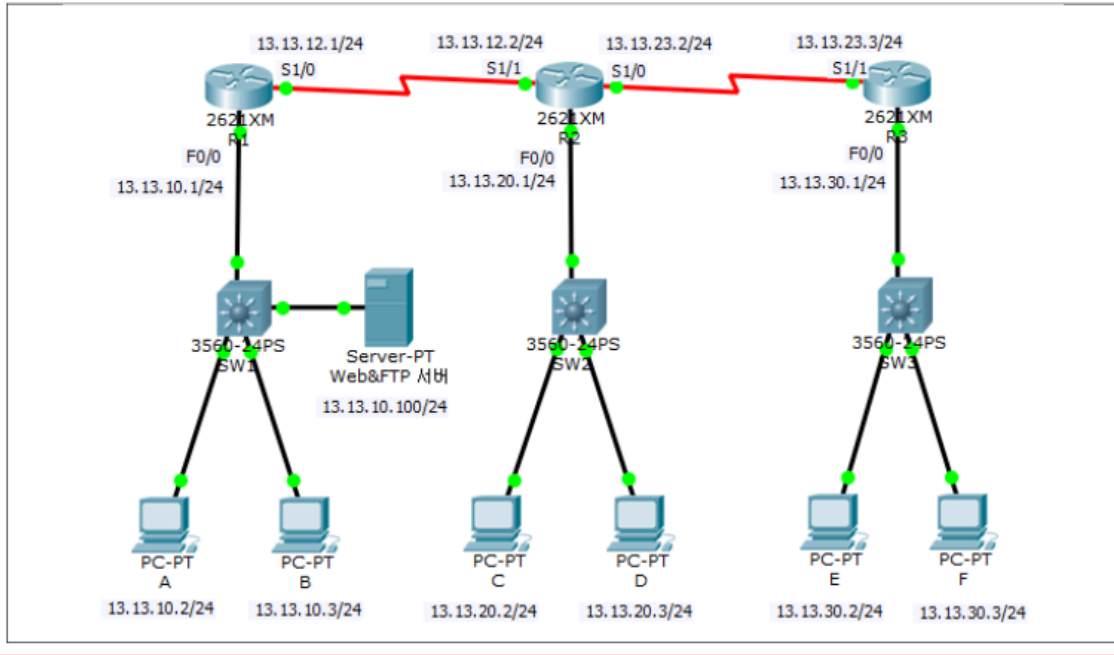 13.13.12.1/24
13.13.12.2/24
13.13.23.2/24
13.13.23.3/24
S1/0
S1/1
S1/0
S1/1
2621XM
R1
2621XM
R2
2621XM
R3
F0/0
13.13.10.1/24
F0/0
13.13.20.1/24
F0/0
13.13.30.1/24
3560-24PS
SW1
Server-PT
Web&FTP 서버
13.13.10.100/24
3560-24PS
SW2
3560-24PS
SW3
PC-PT
A
13.13.10.2/24
PC-PT
B
13.13.10.3/24
PC-PT
C
13.13.20.2/24
PC-PT
D
13.13.20.3/24
PC-PT
E
13.13.30.2/24
PC-PT
F
13.13.30.3/24